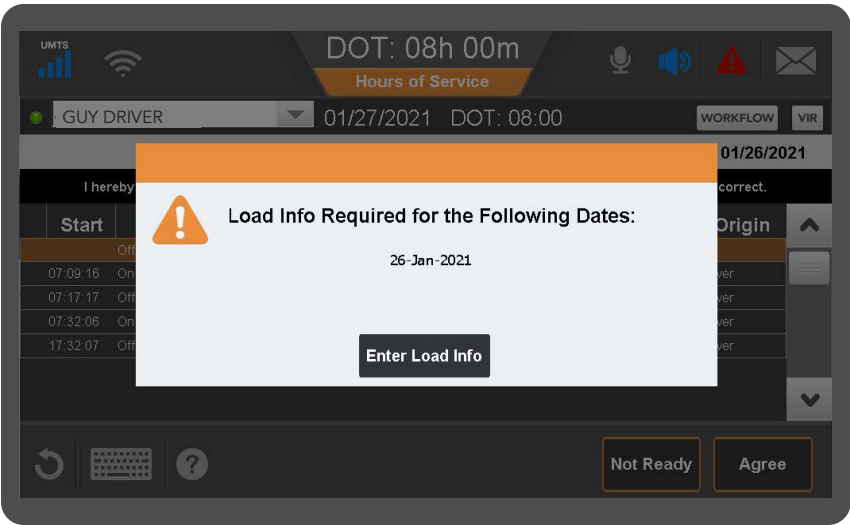 UMTS
DOT: 08h 00m
Hours of Service
GUY DRIVER
01/27/2021 DOT: 08:00
WORKFLOW
VIR
01/26/2021
I hereby
correct.
Start
Origin
Load Info Required for the Following Dates:
26-Jan-2021
Off
07:09:16 On
ver
07:17:17 Off
ver
07:32:06 On
ver
17:32:07 Off
ver
Enter Load Info
Not Ready
Agree